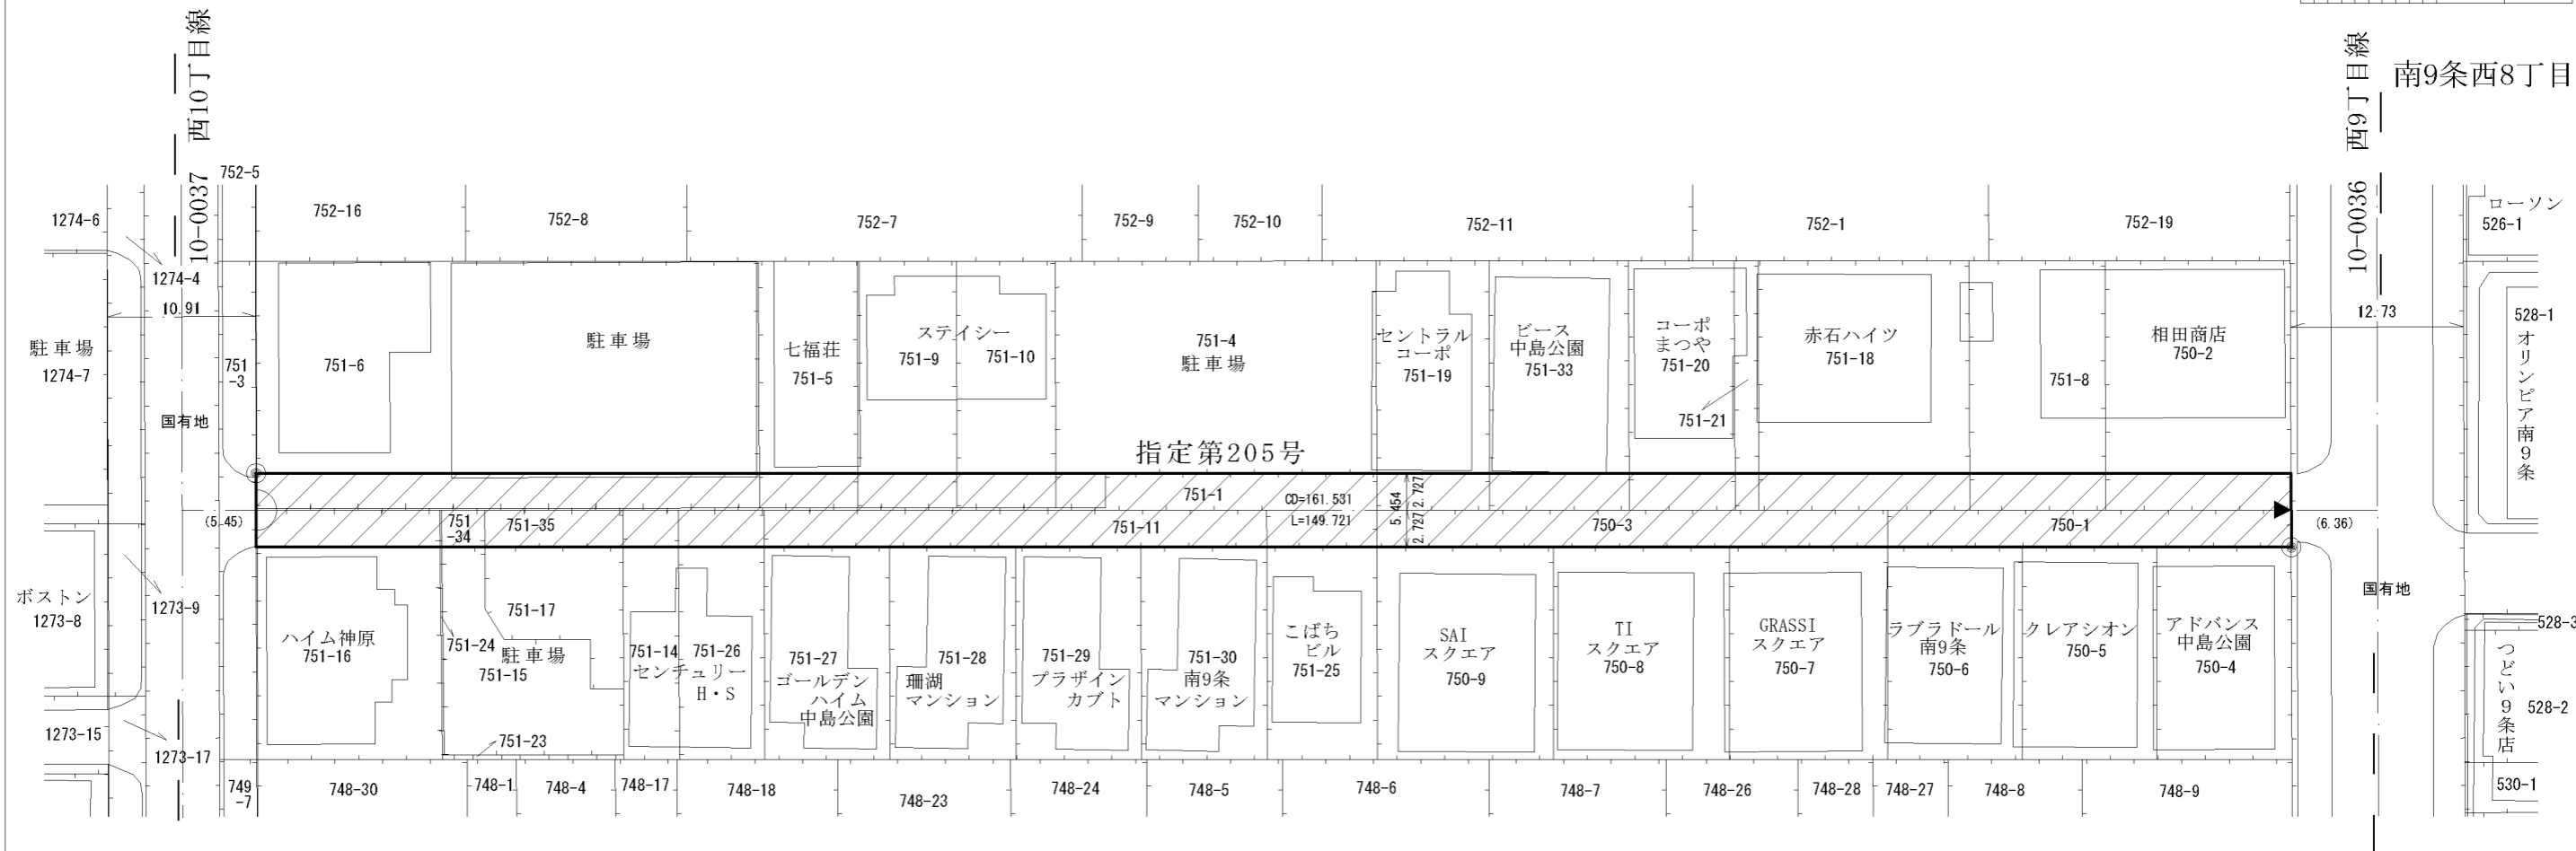 西10丁目線
10-0037
西9丁目線
10-0036
南9条西8丁目
752-5
752-16
752-8
752-7
752-9
752-10
752-11
752-1
752-19
1274-6
1274-4
10.91
駐車場
1274-7
国有地
751
-3
751-6
駐車場
七福荘
751-5
ステイシー
751-9
751-10
751-4
駐車場
セントラル
コーポ
751-19
ビース
中島公園
751-33
コーポ
まつや
751-20
751-21
赤石ハイツ
751-18
751-8
相田商店
750-2
12.73
ローソン
526-1
528-1
オリンピア南9条
指定第205号
(5.45)
751
-34
751-35
751-1
751-11
CD=161.531
L=149.721
5.454
2.727
2.727
750-3
750-1
(6.36)
ボストン
1273-8
1273-9
1273-15
1273-17
ハイム神原
751-16
751-24
751-17
駐車場
751-15
751-23
751-14
751-26
センチュリー
H・S
751-27
ゴールデン
ハイム
中島公園
751-28
珊湖
マンション
751-29
プラザイン
カブト
751-30
南9条
マンション
こばち
ビル
751-25
SAI
スクエア
750-9
TI
スクエア
750-8
GRASSI
スクエア
750-7
ラブラドール
南9条
750-6
クレアシオン
750-5
アドバンス
中島公園
750-4
国有地
528-3
つどい9条店
528-2
530-1
749
-7
748-30
748-1
748-4
748-17
748-18
748-23
748-24
748-5
748-6
748-7
748-26
748-28
748-27
748-8
748-9